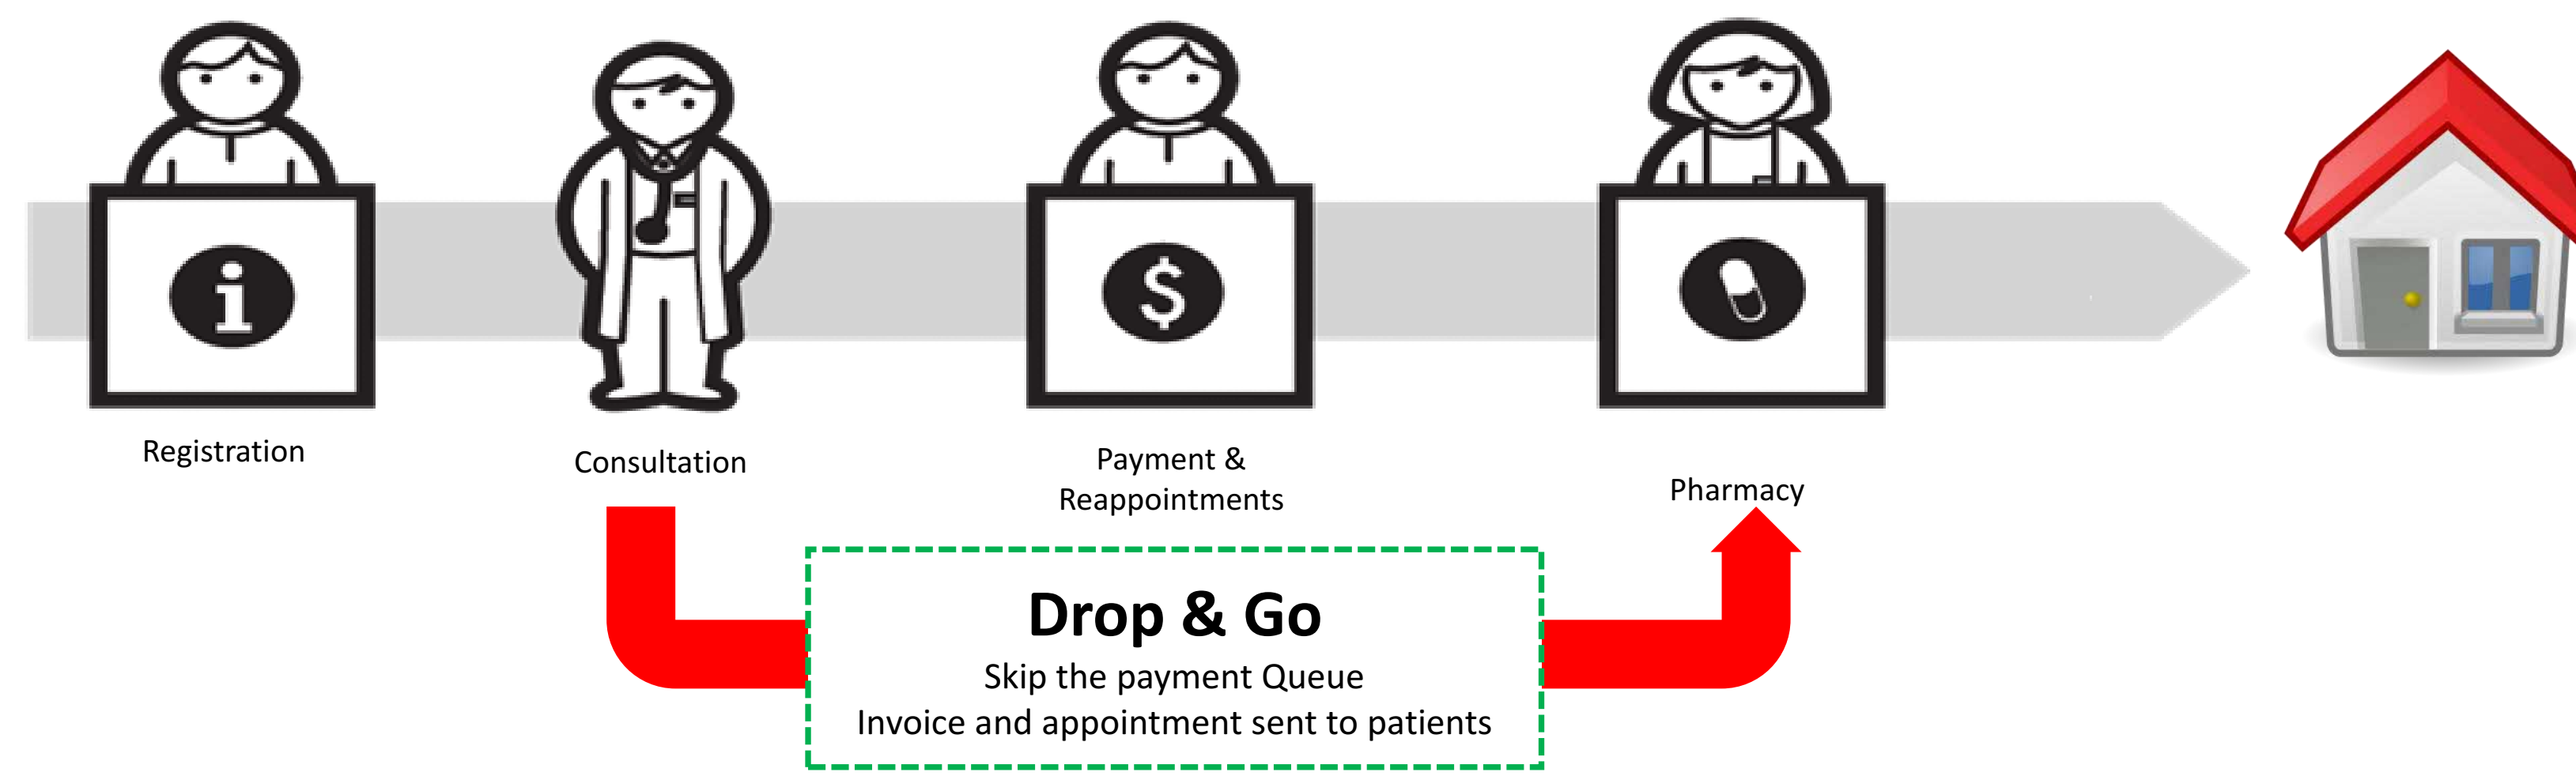 i
$
Registration
Consultation
Payment &
Reappointments
Pharmacy
Drop & Go
Skip the payment Queue
Invoice and appointment sent to patients